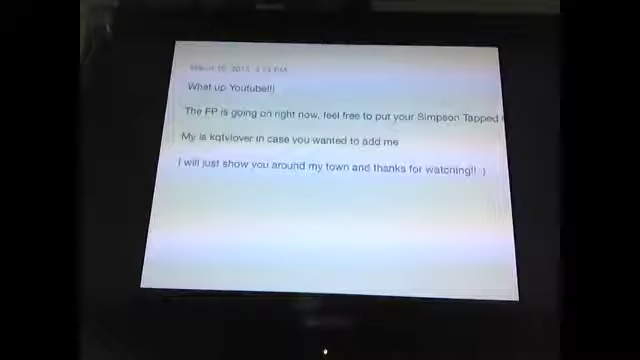 What up Youtube!!!
The FP is going on right now, feel free to put your Simpson Tapped
My is kqtvlover in case you wanted to add me
I will just show you around my town and thanks for watching!! :)